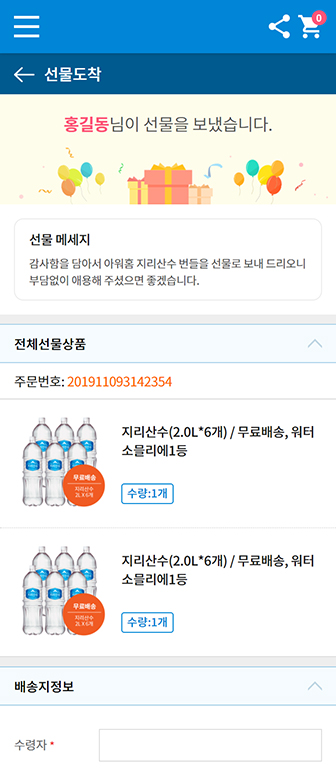 0
선물도착
홍길동님이 선물을 보냈습니다.
선물 메세지
감사함을 담아서 아워홈 지리산수 번들을 선물로 보내 드리오니
부담없이 애용해 주셨으면 좋겠습니다.
전체선물상품
주문번호: 201911093142354
지리산수(2.0L*6개) / 무료배송, 워터
소믈리에1등
무료배송
지리산수
2L X 6개
수량:1개
지리산수(2.0L*6개) / 무료배송, 워터
소믈리에1등
무료배송
지리산수
2L X 6개
수량:1개
배송지정보
수령자 *